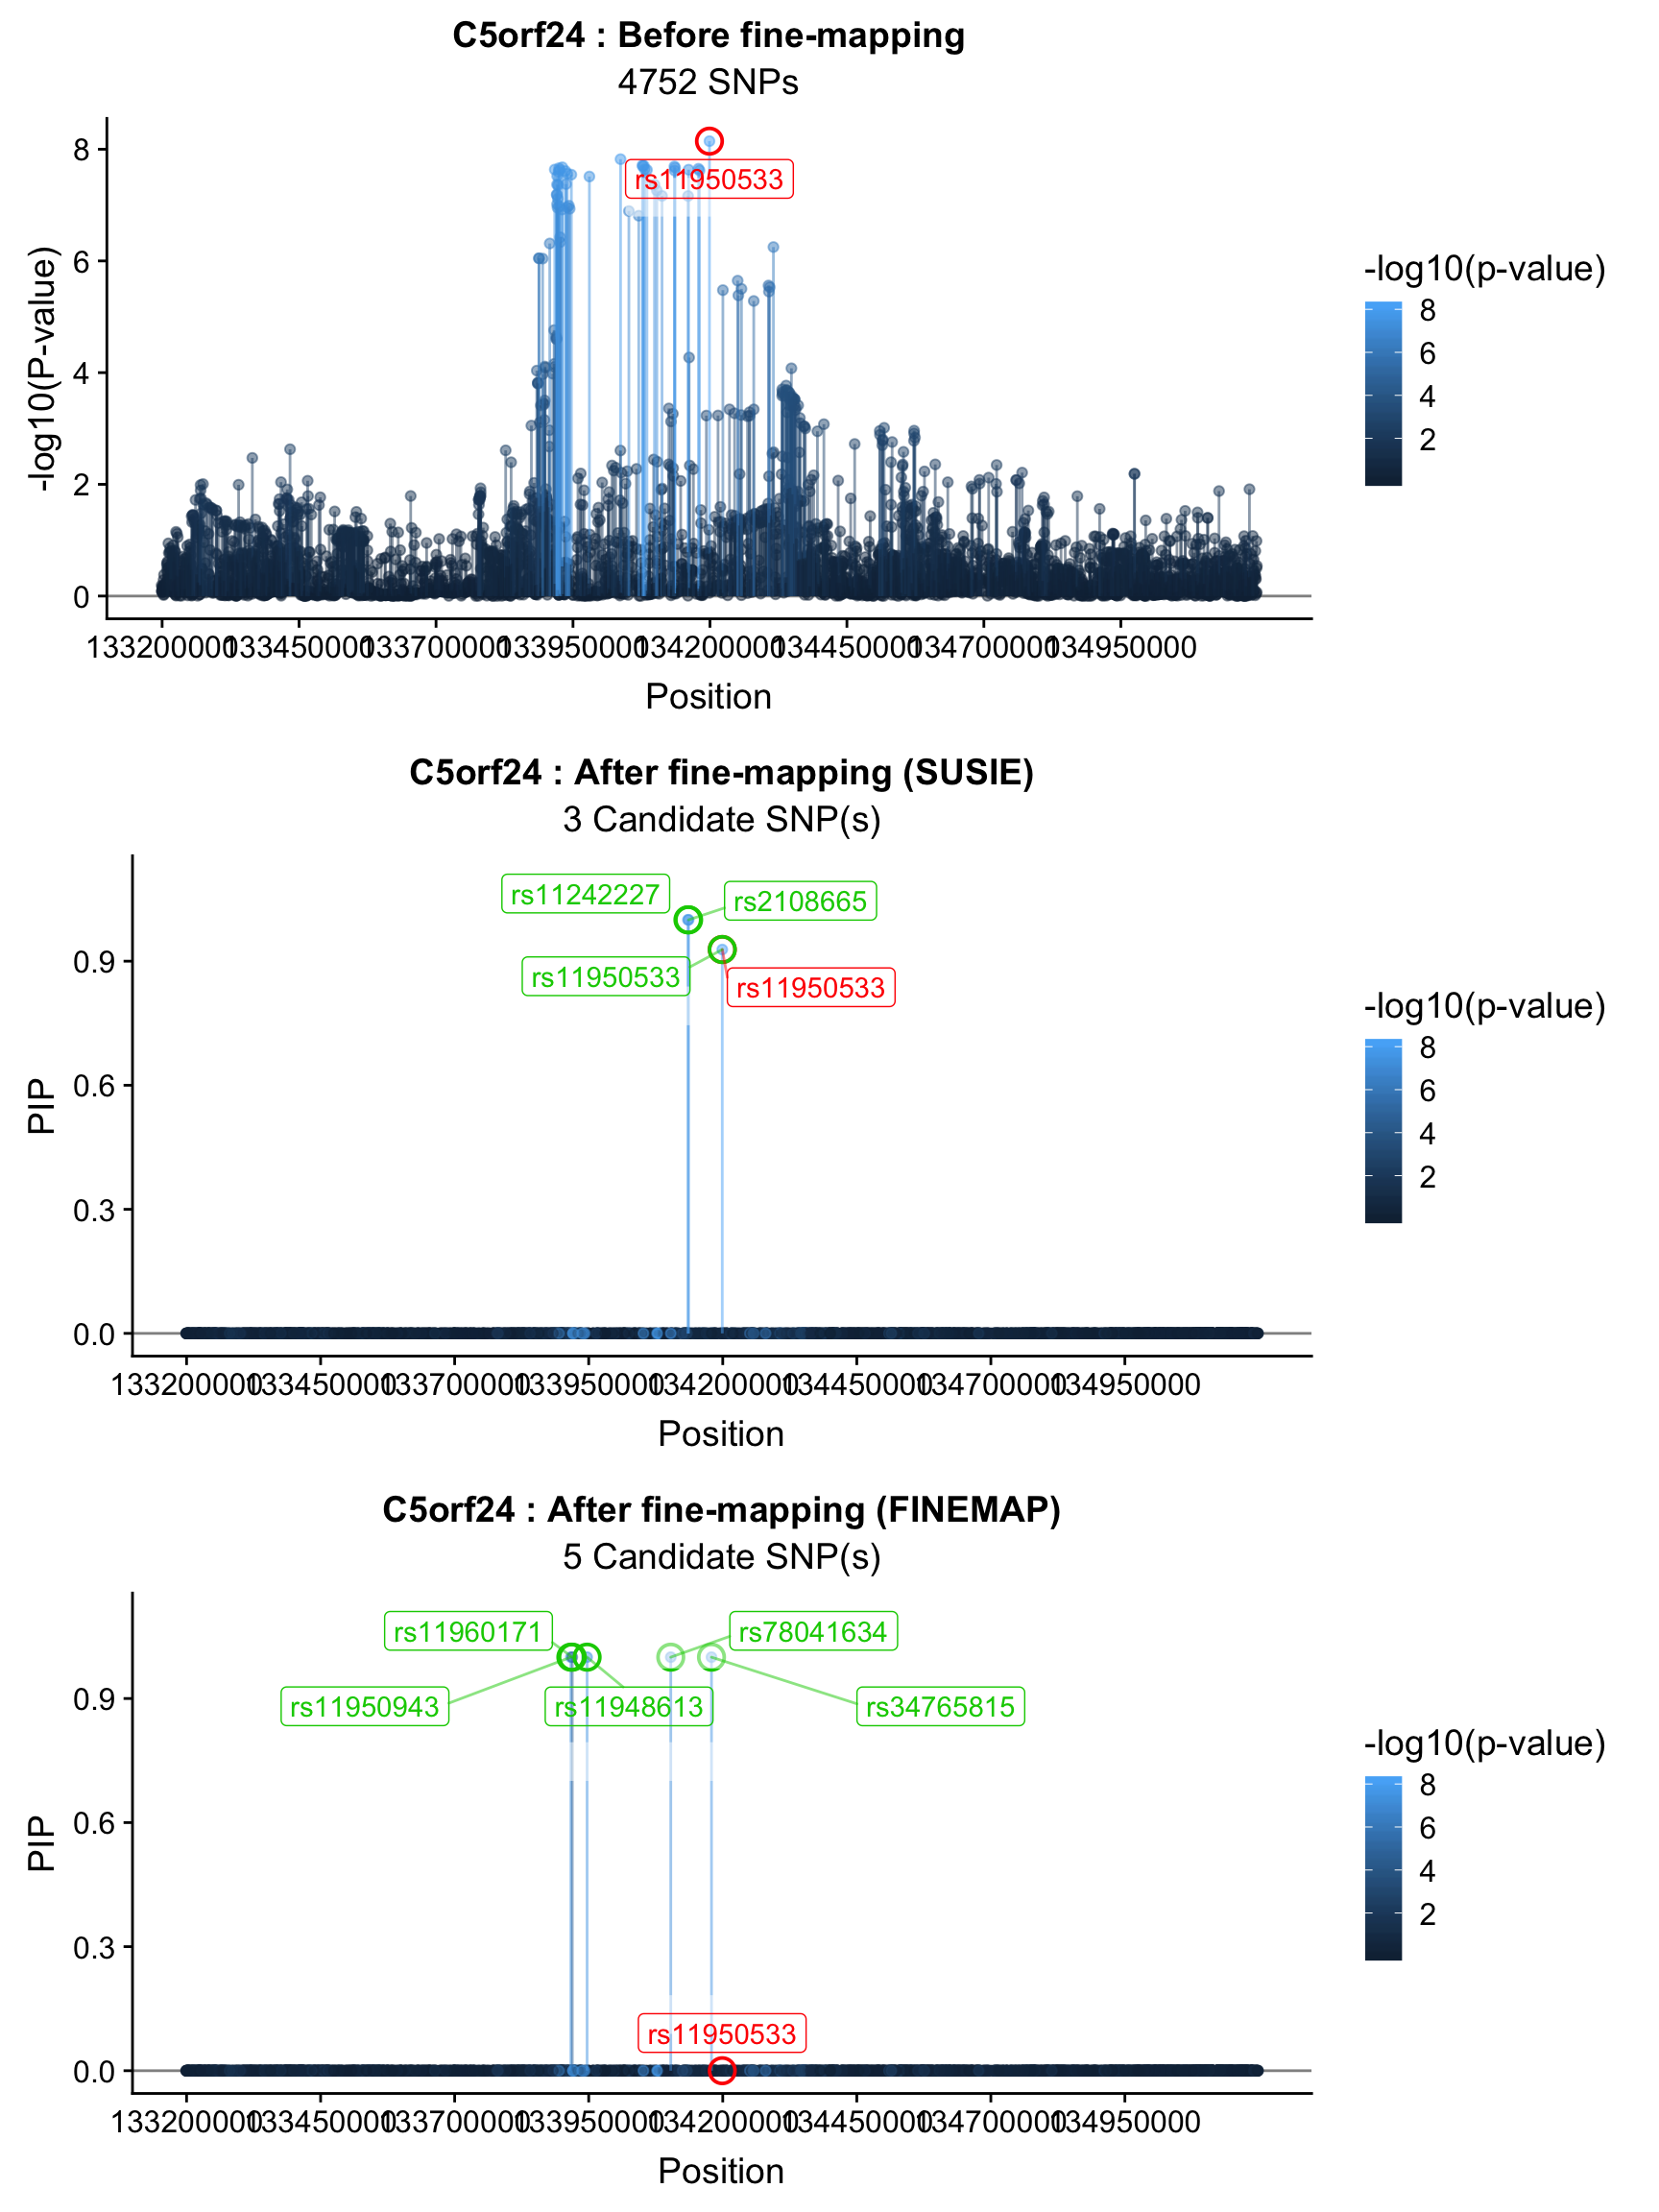 C5orf24 : Before fine-mapping
4752 SNPs
-log10(P-value)
8
6
4
2
0
rs11950533
133200000 133450000 133700000 133950000 134200000 134450000 134700000 134950000
Position
-log10(p-value)
8
6
4
2
C5orf24 : After fine-mapping (SUSIE)
3 Candidate SNP(s)
PIP
0.9
0.6
0.3
0.0
rs11242227
rs2108665
rs11950533
rs11950533
133200000 133450000 133700000 133950000 134200000 134450000 134700000 134950000
Position
-log10(p-value)
8
6
4
2
C5orf24 : After fine-mapping (FINEMAP)
5 Candidate SNP(s)
PIP
0.9
0.6
0.3
0.0
rs11960171
rs78041634
rs11950943
rs11948613
rs34765815
rs11950533
133200000 133450000 133700000 133950000 134200000 134450000 134700000 134950000
Position
-log10(p-value)
8
6
4
2